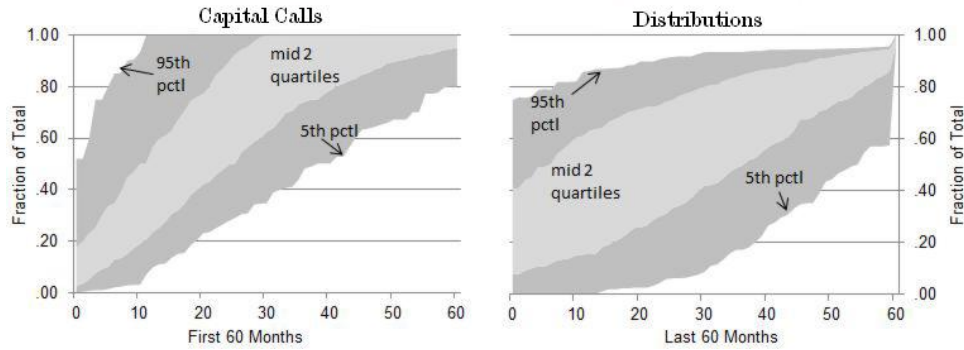 Capital Calls
Fraction of Total
1.00
.80
.60
.40
.20
.00
95th
pctl
mid 2
quartiles
5th pctl
0 10 20 30 40 50 60
First 60 Months
Distributions
95th
pctl
mid 2
quartiles
5th pctl
1.00
.80
.60
.40
.20
.00
Fraction of Total
0 10 20 30 40 50 60
Last 60 Months